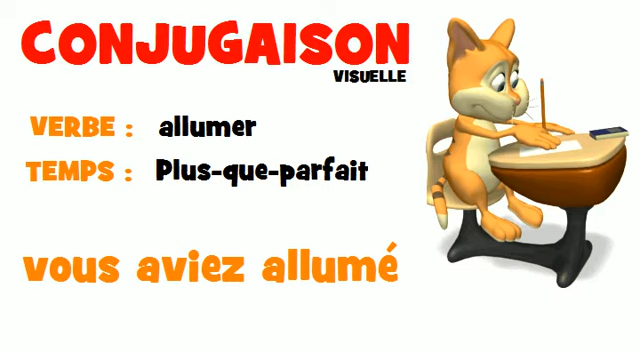 CONJUGAISON
VISUELLE
VERBE : allumer
TEMPS : Plus-que-parfait
vous aviez allumé